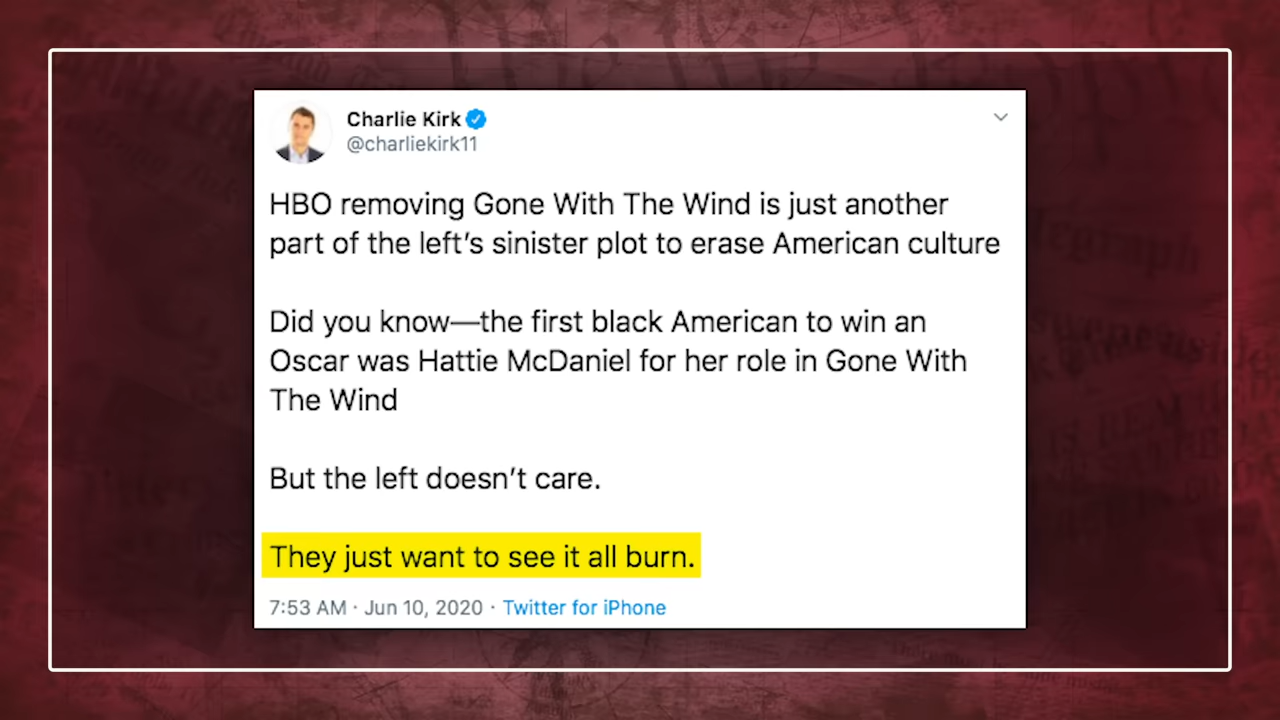 Charlie Kirk
@charliekirk11
HBO removing Gone With The Wind is just another
part of the left's sinister plot to erase American culture
Did you know—the first black American to win an
Oscar was Hattie McDaniel for her role in Gone With
The Wind
But the left doesn't care.
They just want to see it all burn.
7:53 AM · Jun 10, 2020 · Twitter for iPhone